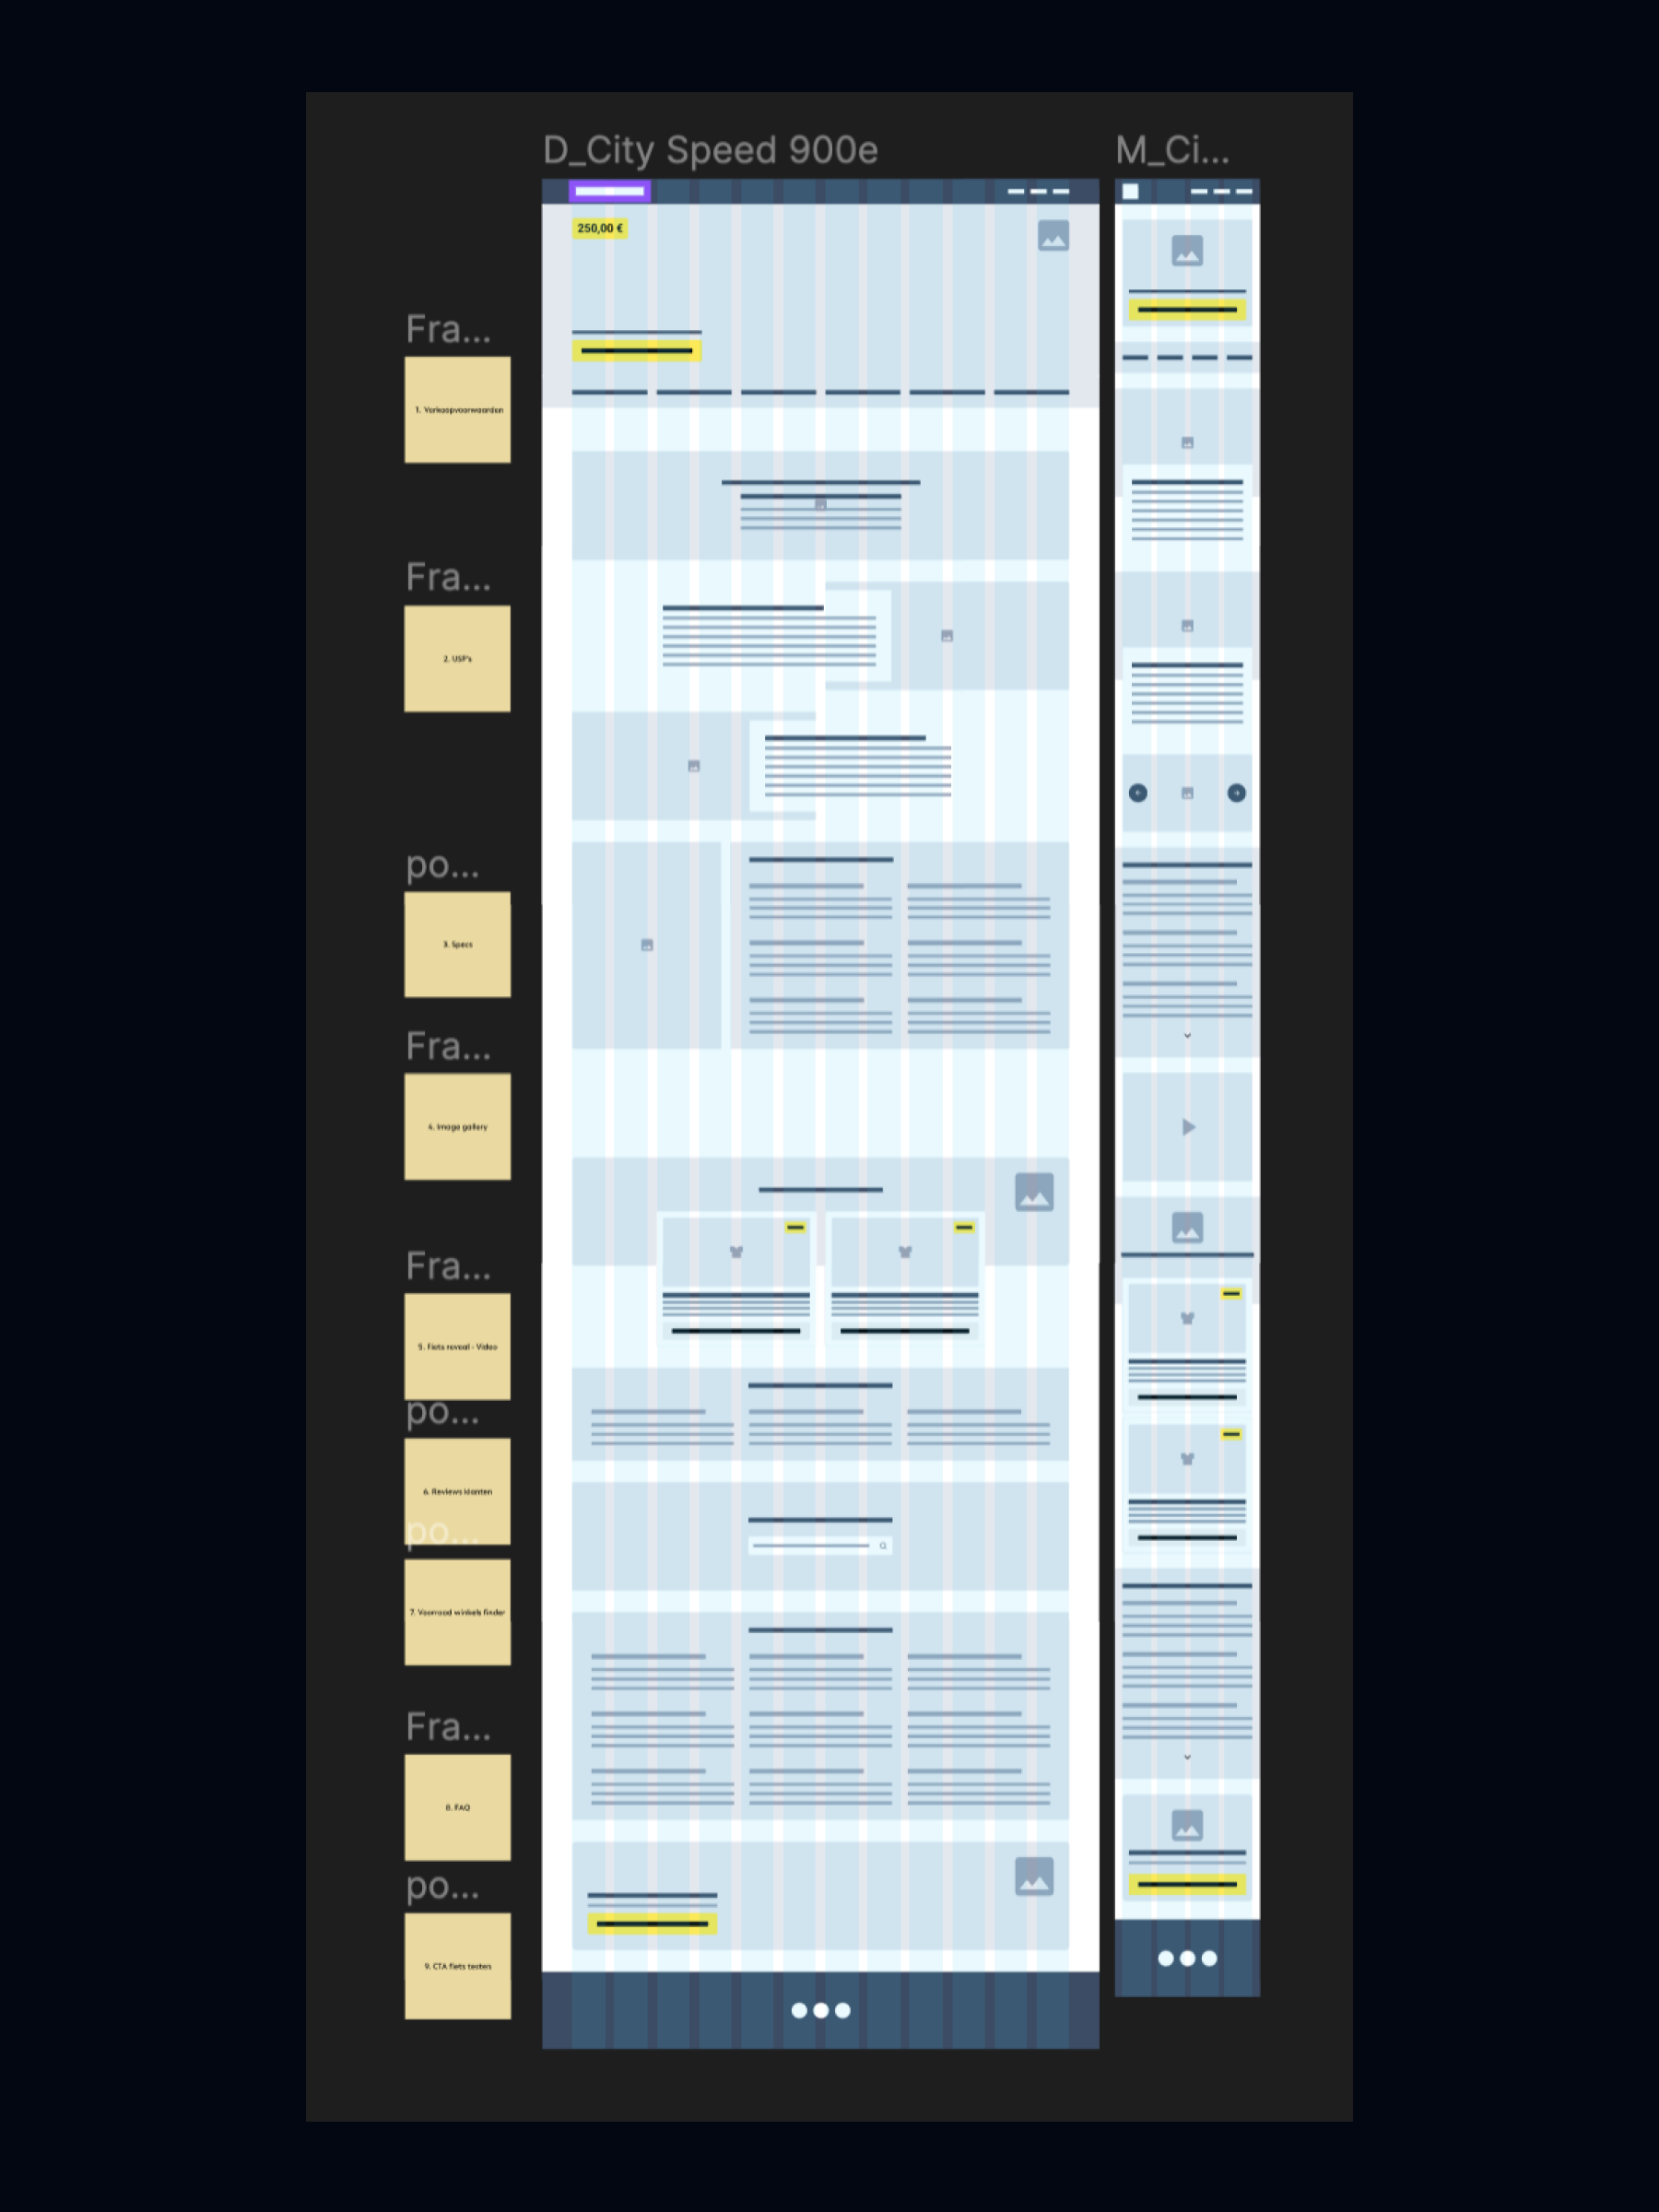 D_City Speed 900e
M_Ci...
250,00 €
Fra...
1. Verkoopvoorwaarden
Fra...
2. USP's
po...
3. Specs
Fra...
4. Image gallery
Fra...
5. Fiets reveal - Video
po...
6. Reviews klanten
po...
7. Voorraad winkels finder
Fra...
8. FAQ
po...
9. CTA fiets testen